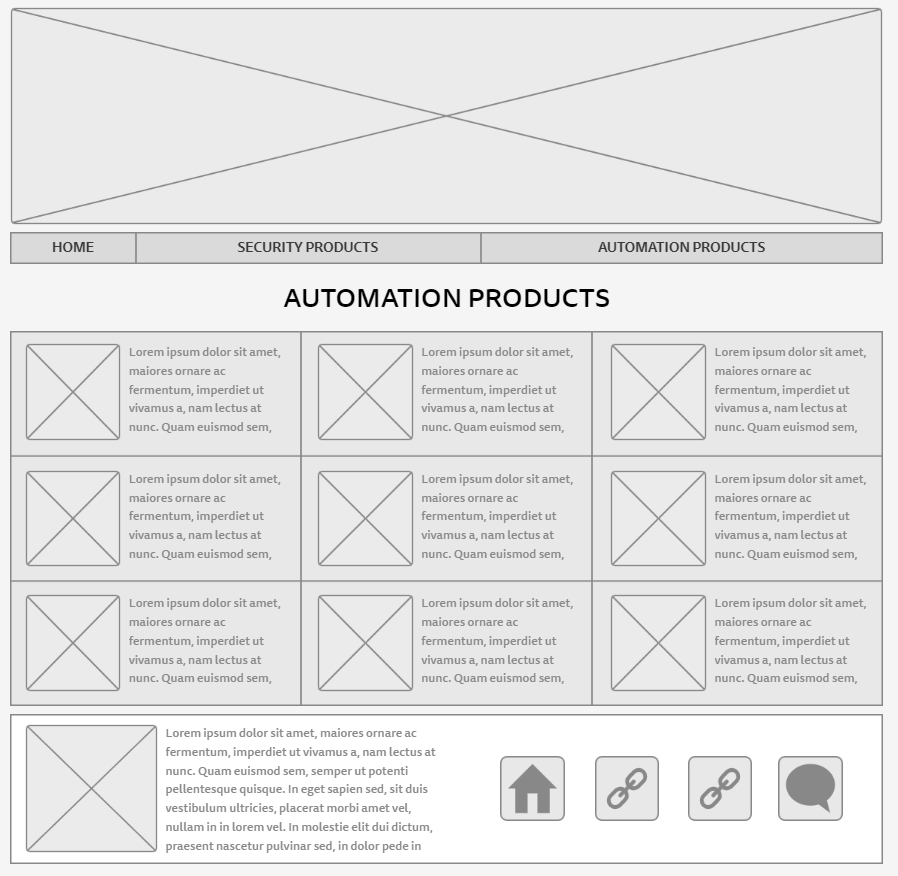 HOME SECURITY PRODUCTS AUTOMATION PRODUCTS
AUTOMATION PRODUCTS
Lorem ipsum dolor sit amet,
maiores ornare ac
fermentum, imperdiet ut
vivamus a, nam lectus at
nunc. Quam euismod sem,
Lorem ipsum dolor sit amet,
maiores ornare ac
fermentum, imperdiet ut
vivamus a, nam lectus at
nunc. Quam euismod sem,
Lorem ipsum dolor sit amet,
maiores ornare ac
fermentum, imperdiet ut
vivamus a, nam lectus at
nunc. Quam euismod sem,
Lorem ipsum dolor sit amet,
maiores ornare ac
fermentum, imperdiet ut
vivamus a, nam lectus at
nunc. Quam euismod sem,
Lorem ipsum dolor sit amet,
maiores ornare ac
fermentum, imperdiet ut
vivamus a, nam lectus at
nunc. Quam euismod sem,
Lorem ipsum dolor sit amet,
maiores ornare ac
fermentum, imperdiet ut
vivamus a, nam lectus at
nunc. Quam euismod sem,
Lorem ipsum dolor sit amet,
maiores ornare ac
fermentum, imperdiet ut
vivamus a, nam lectus at
nunc. Quam euismod sem,
Lorem ipsum dolor sit amet,
maiores ornare ac
fermentum, imperdiet ut
vivamus a, nam lectus at
nunc. Quam euismod sem,
Lorem ipsum dolor sit amet,
maiores ornare ac
fermentum, imperdiet ut
vivamus a, nam lectus at
nunc. Quam euismod sem,
Lorem ipsum dolor sit amet, maiores ornare ac
fermentum, imperdiet ut vivamus a, nam lectus at
nunc. Quam euismod sem, semper ut potenti
pellentesque quisque. In eget sapien sed, sit duis
vestibulum ultricies, placerat morbi amet vel,
nullam in in lorem vel. In molestie elit dui dictum,
praesent nascetur pulvinar sed, in dolor pede in